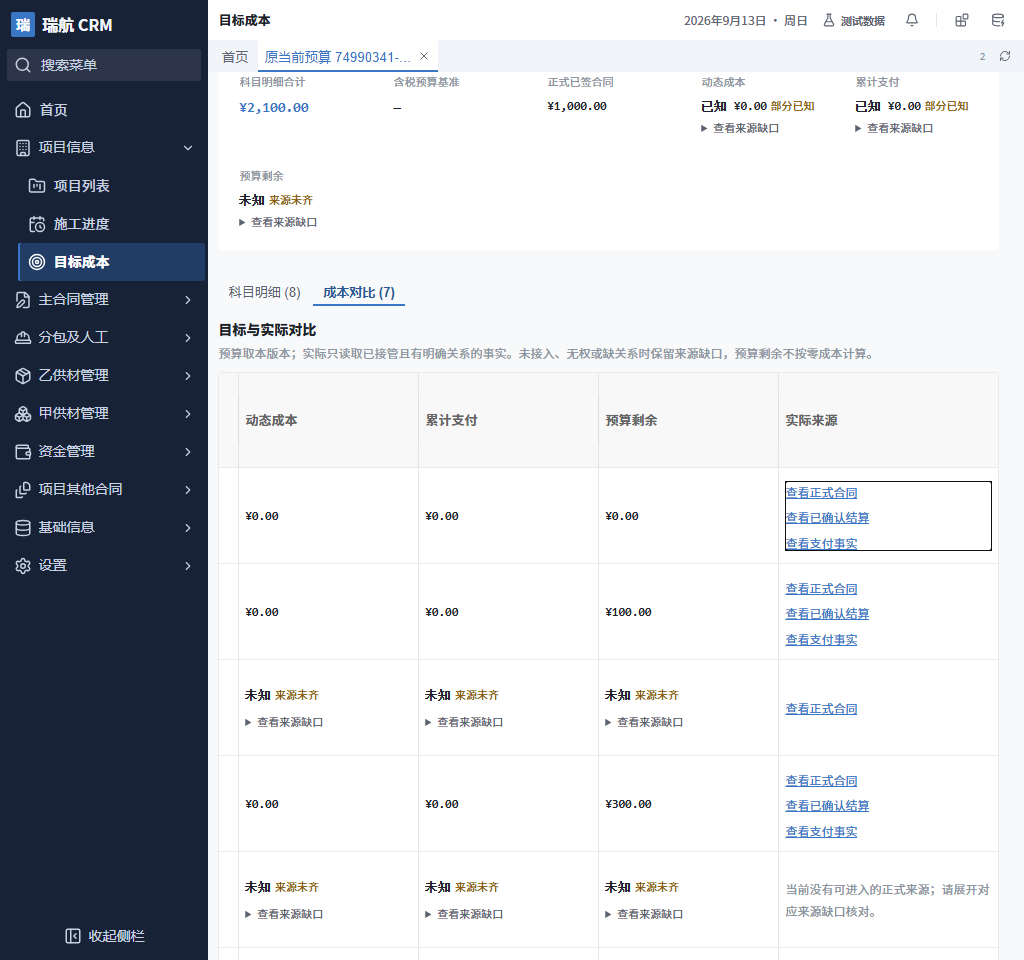 瑞 瑞航 CRM
搜索菜单
首页
项目信息
项目列表
施工进度
目标成本
主合同管理
分包及人工
乙供材管理
甲供材管理
资金管理
项目其他合同
基础信息
设置
收起侧栏
目标成本
2026年9月13日 · 周日 测试数据
首页 原当前预算 74990341-... × 2
科目明细合计 含税预算基准 正式已签合同 动态成本 累计支付
¥2,100.00 — ¥1,000.00 已知 ¥0.00 部分已知 已知 ¥0.00 部分已知
查看来源缺口 查看来源缺口
预算剩余
未知 来源未齐
查看来源缺口
科目明细 (8) 成本对比 (7)
目标与实际对比
预算取本版本；实际只读取已接管且有明确关系的事实。未接入、无权或缺关系时保留来源缺口，预算剩余不按零成本计算。
动态成本 累计支付 预算剩余 实际来源
查看正式合同
¥0.00 ¥0.00 ¥0.00 查看已确认结算
查看支付事实
查看正式合同
¥0.00 ¥0.00 ¥100.00 查看已确认结算
查看支付事实
未知 来源未齐 未知 来源未齐 未知 来源未齐
查看来源缺口 查看来源缺口 查看来源缺口 查看正式合同
查看正式合同
¥0.00 ¥0.00 ¥300.00 查看已确认结算
查看支付事实
未知 来源未齐 未知 来源未齐 未知 来源未齐 当前没有可进入的正式来源；请展开对
查看来源缺口 查看来源缺口 查看来源缺口 应来源缺口核对。